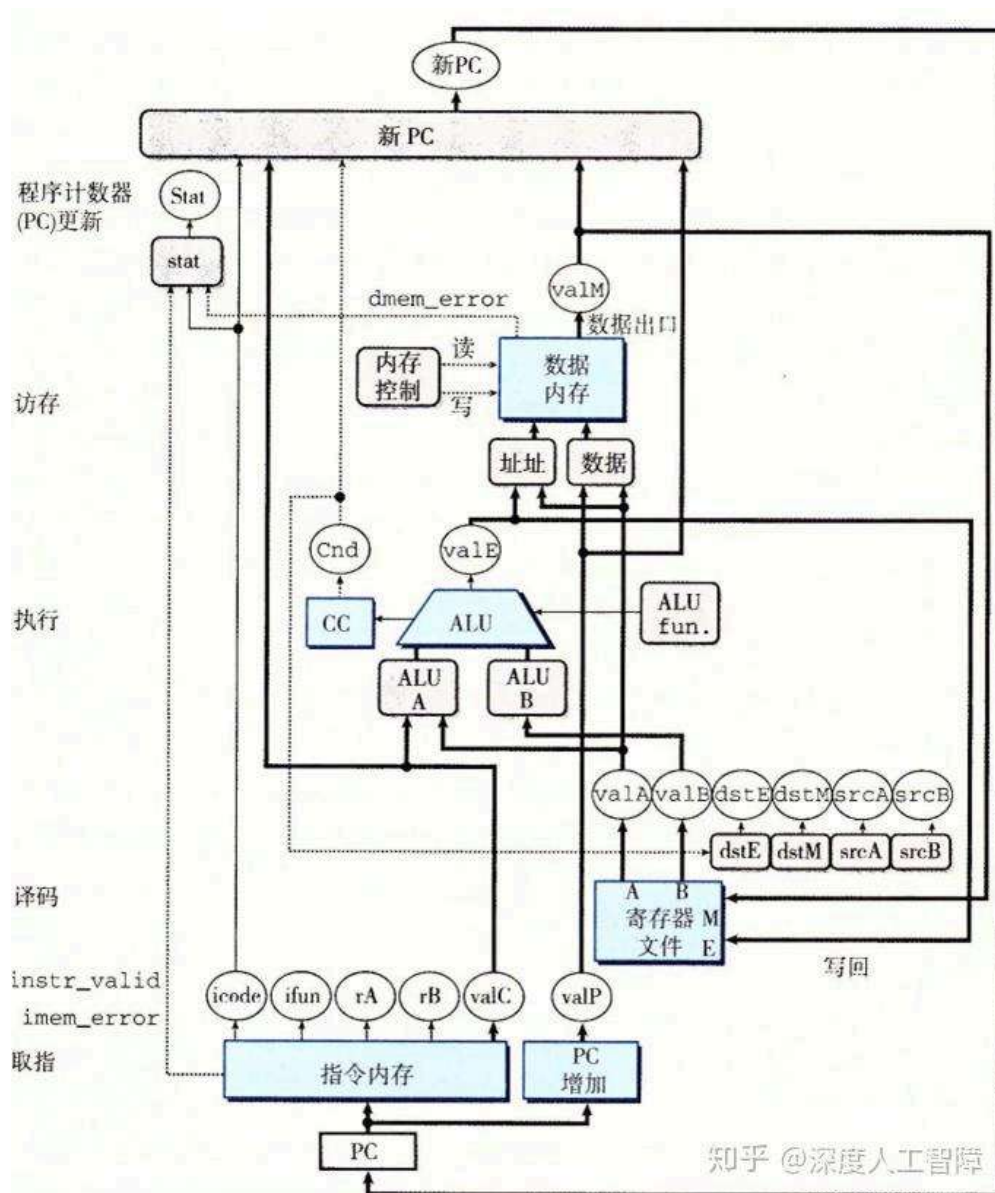 新PC
新 PC
程序计数器
(PC)更新
Stat
stat
dmem_error
valM
数据出口
内存
控制
读
写
数据
内存
访存
址址
数据
Cnd
valE
执行
CC
ALU
ALU
fun.
ALU
A
ALU
B
valA
valB
dstE
dstM
srcA
srcB
dstE
dstM
srcA
srcB
译码
A
B
寄存器
文件
M
E
写回
instr_valid
imem_error
icode
ifun
rA
rB
valC
valP
取指
指令内存
PC
增加
PC
知乎 @深度人工智障